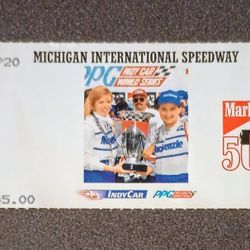 MICHIGAN INTERNATIONAL SPEEDWAY
P20
PPG INDY CAR
WORLD SERIES
Marl
50
5.00
INDYCAR
PPG